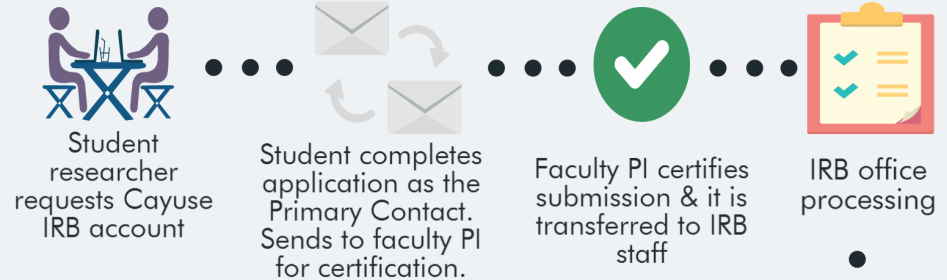 Student
researcher
requests Cayuse
IRB account
Student completes
application as the
Primary Contact.
Sends to faculty PI
for certification.
Faculty PI certifies
submission & it is
transferred to IRB
staff
IRB office
processing